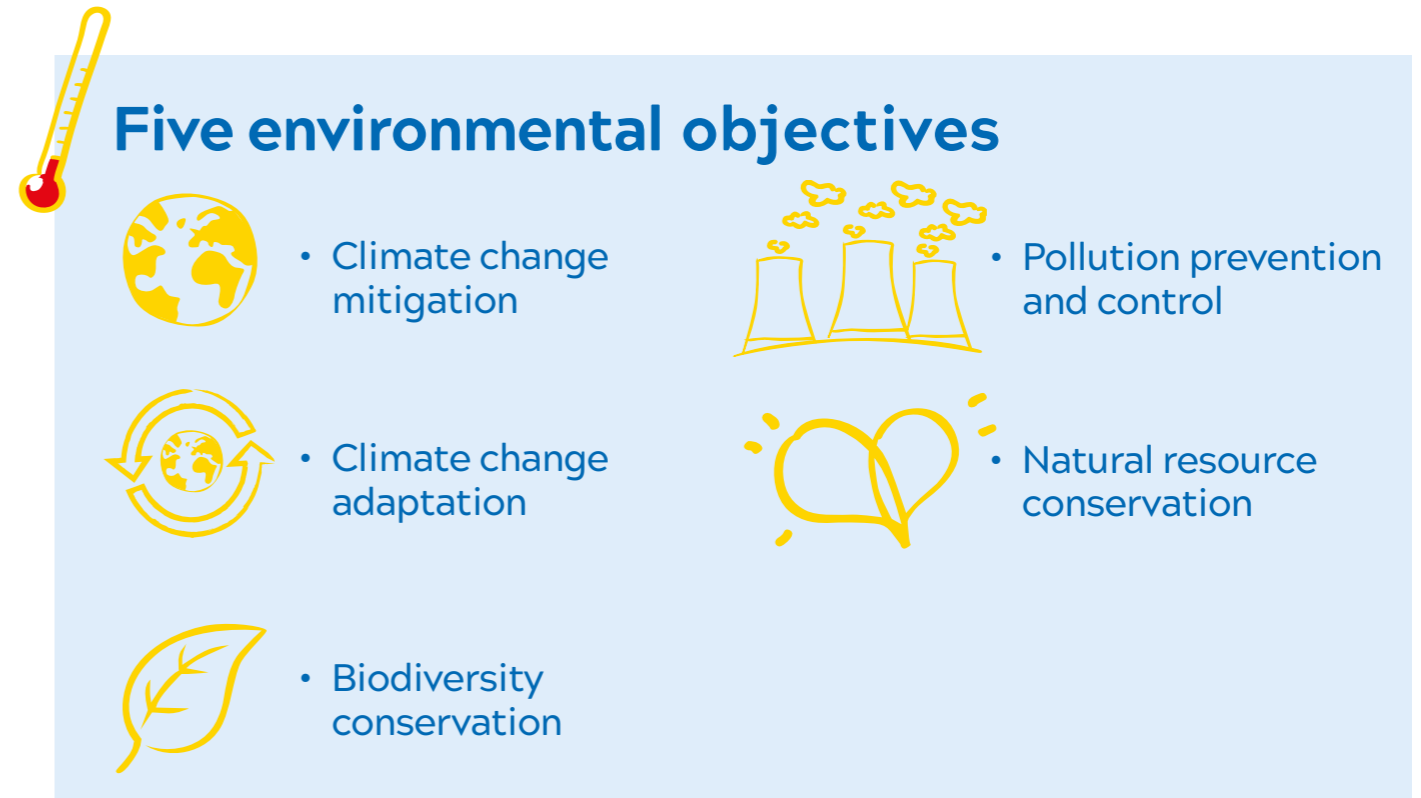 Five environmental objectives
• Climate change
mitigation
• Climate change
adaptation
• Biodiversity
conservation
• Pollution prevention
and control
• Natural resource
conservation